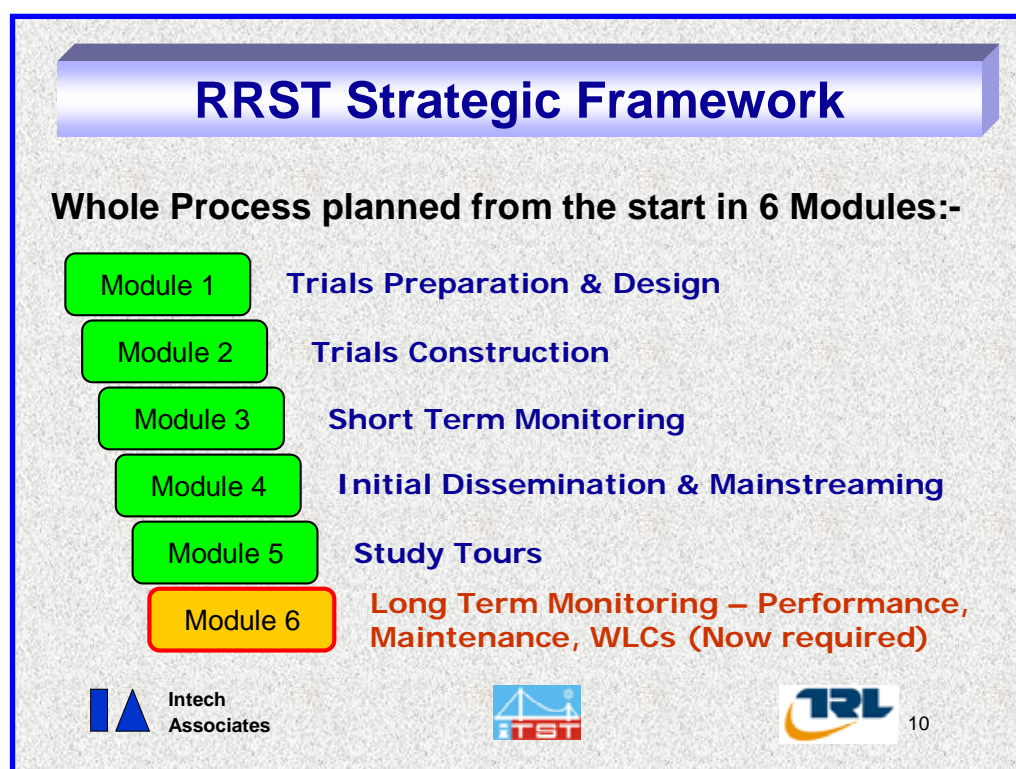 RRST Strategic Framework
Whole Process planned from the start in 6 Modules:-
Module 1 Trials Preparation & Design
Module 2 Trials Construction
Module 3 Short Term Monitoring
Module 4 Initial Dissemination & Mainstreaming
Module 5 Study Tours
Module 6 Long Term Monitoring – Performance,
Maintenance, WLCs (Now required)
Intech
Associates
iTST
TRL
10